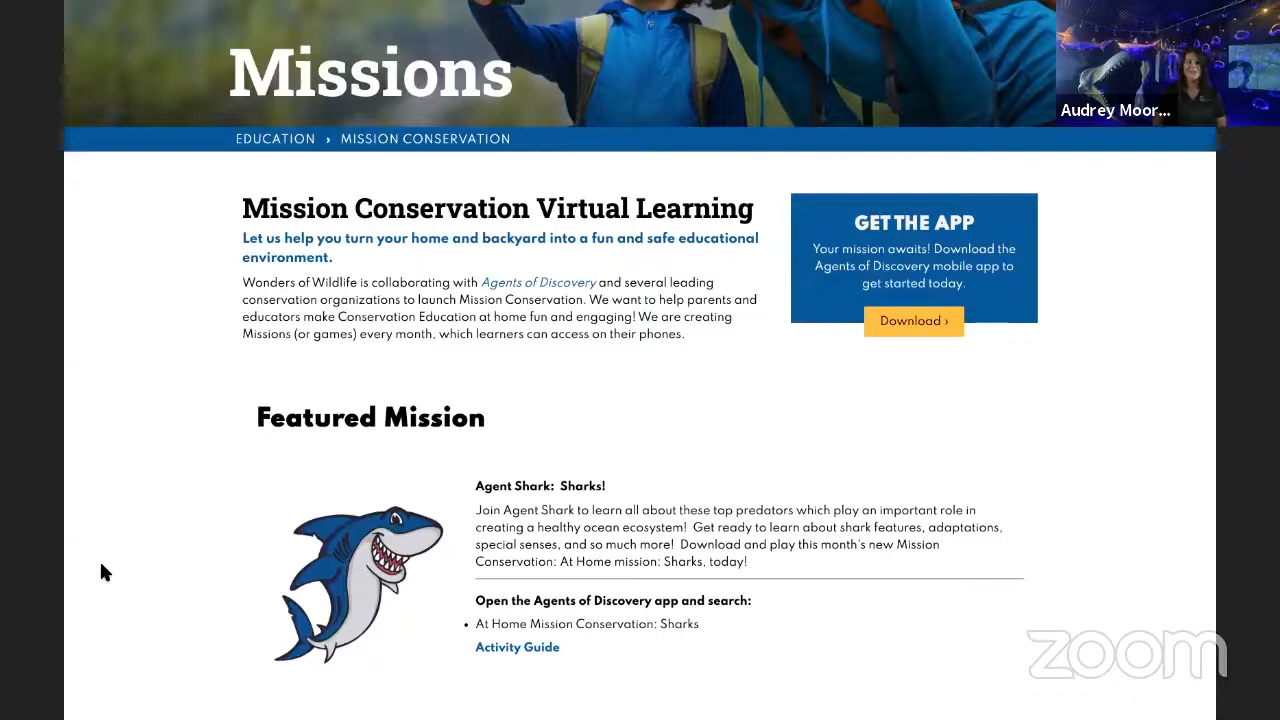 Missions
Audrey Moor...
EDUCATION › MISSION CONSERVATION
Mission Conservation Virtual Learning
Let us help you turn your home and backyard into a fun and safe educational
environment.
Wonders of Wildlife is collaborating with Agents of Discovery and several leading
conservation organizations to launch Mission Conservation. We want to help parents and
educators make Conservation Education at home fun and engaging! We are creating
Missions (or games) every month, which learners can access on their phones.
GET THE APP
Your mission awaits! Download the
Agents of Discovery mobile app to
get started today.
Download ›
Featured Mission
Agent Shark: Sharks!
Join Agent Shark to learn all about these top predators which play an important role in
creating a healthy ocean ecosystem! Get ready to learn about shark features, adaptations,
special senses, and so much more! Download and play this month's new Mission
Conservation: At Home mission: Sharks, today!
Open the Agents of Discovery app and search:
• At Home Mission Conservation: Sharks
Activity Guide
zoom